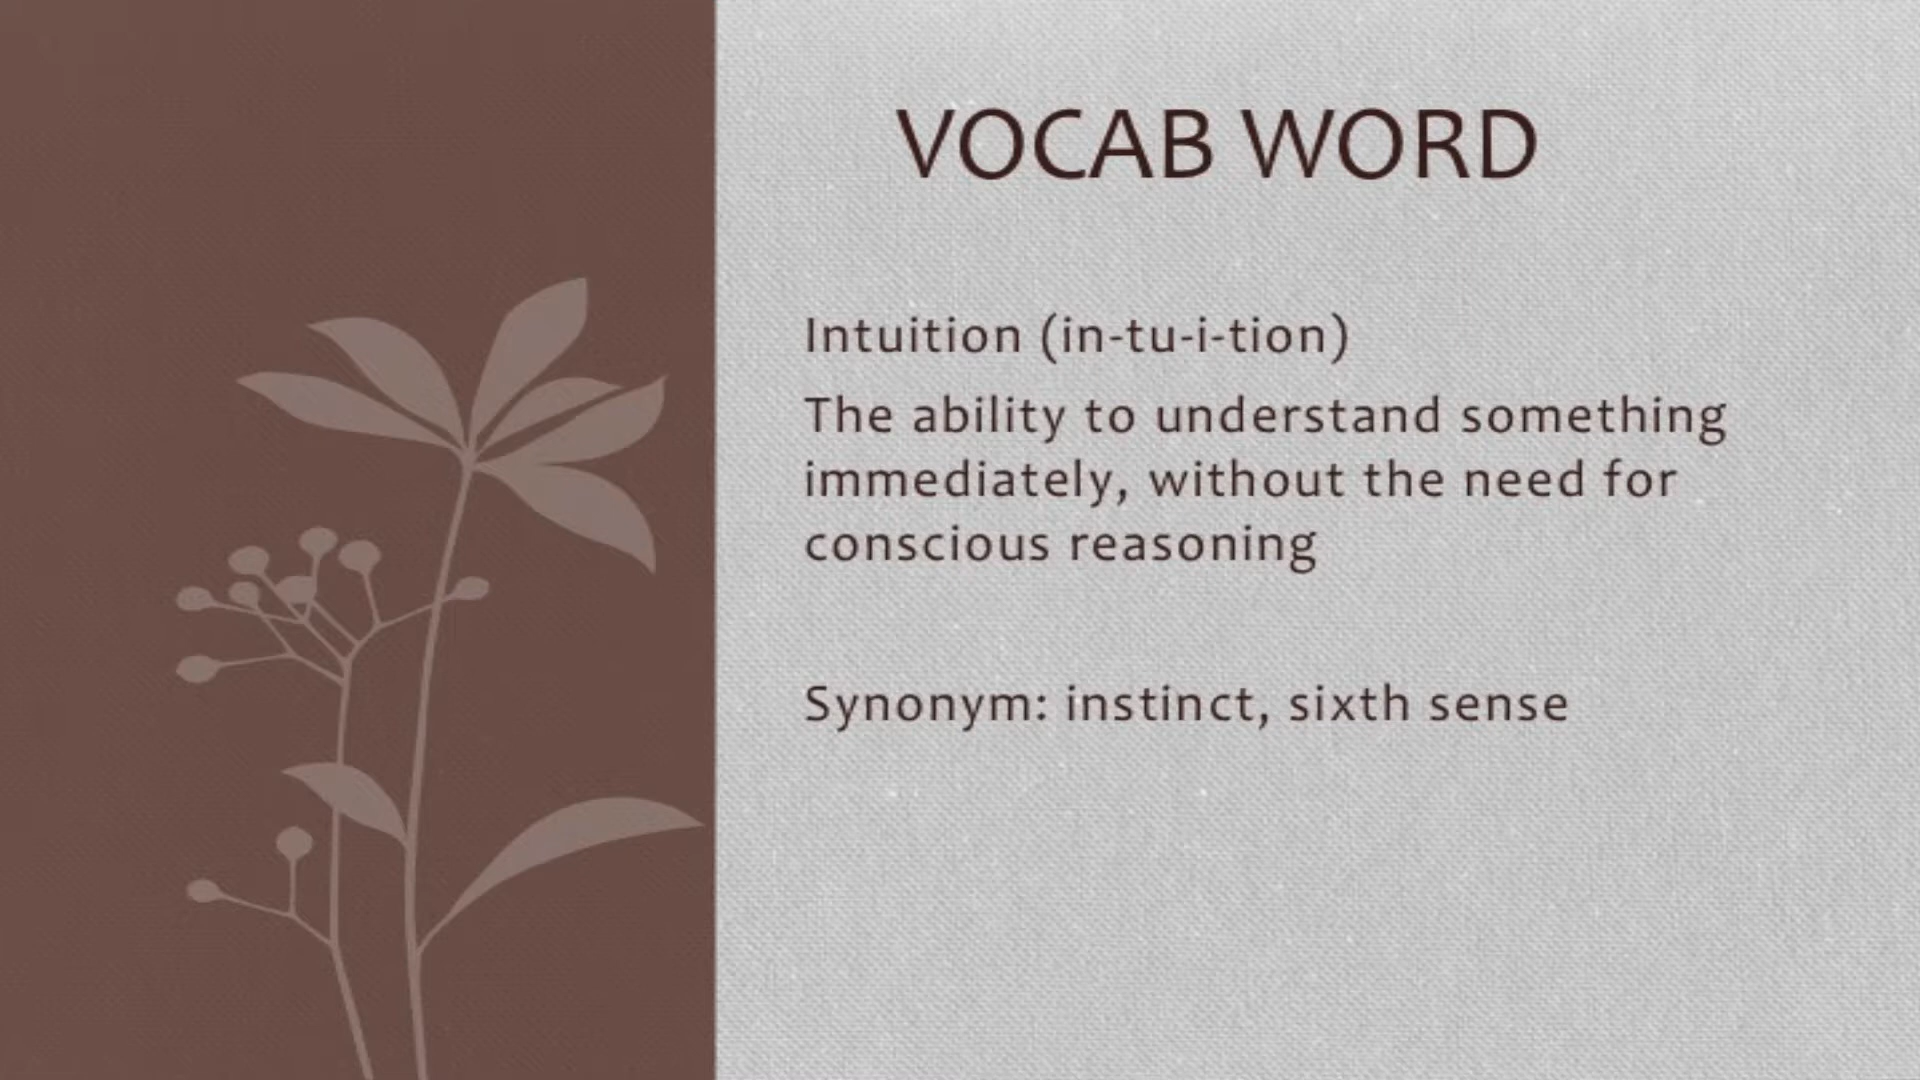 VOCAB WORD
Intuition (in-tu-i-tion)
The ability to understand something
immediately, without the need for
conscious reasoning
Synonym: instinct, sixth sense